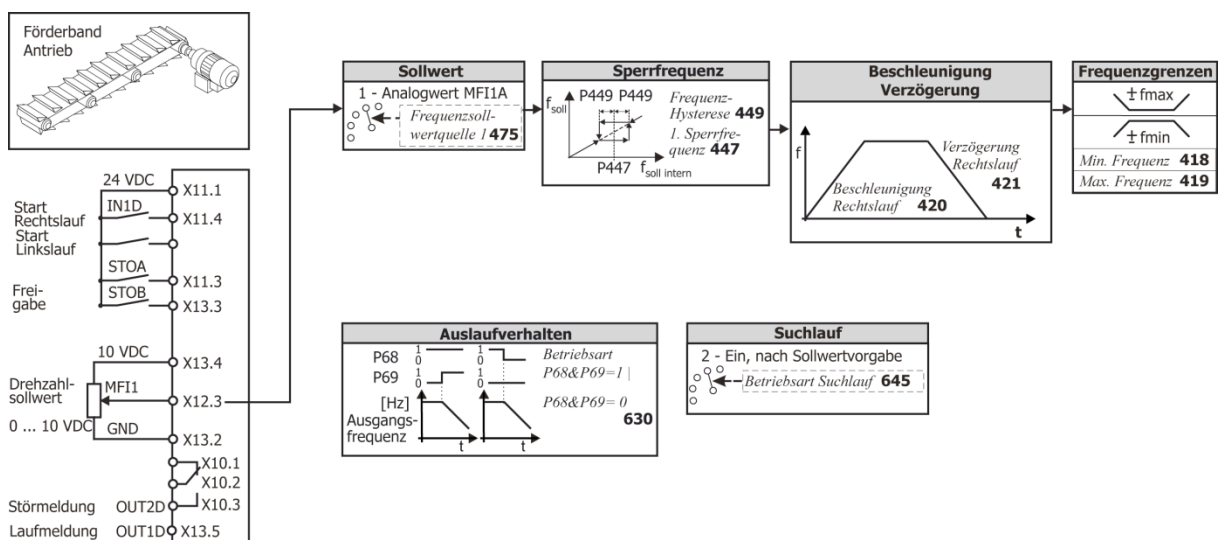 Förderband
Antrieb
24 VDC
X11.1
IN1D
Start
Rechtslauf
X11.4
Start
Linkslauf
STOA
X11.3
Frei-
gabe
STOB
X13.3
10 VDC
X13.4
Drehzahl-
sollwert
MFI1
X12.3
0 ... 10 VDC
GND
X13.2
X10.1
X10.2
Störmeldung OUT2D X10.3
Laufmeldung OUT1D X13.5
Sollwert
1 - Analogwert MFI1A
Frequenzsoll-
wertquelle 1 475
Sperrfrequenz
P449 P449
fsoll
Frequenz-
Hysterese 449
1. Sperrfre-
quenz 447
P447 fsoll intern
Beschleunigung
Verzögerung
f
Verzögerung
Rechtslauf
421
Beschleunigung
Rechtslauf 420
t
Frequenzgrenzen
± fmax
± fmin
Min. Frequenz 418
Max. Frequenz 419
Auslaufverhalten
P68 1 0 1 0
P69 1 0 1 0
Betriebsart
P68&P69=1 |
P68&P69= 0
630
[Hz]
Ausgangs-
frequenz
t t
Suchlauf
2 - Ein, nach Sollwertvorgabe
Betriebsart Suchlauf 645